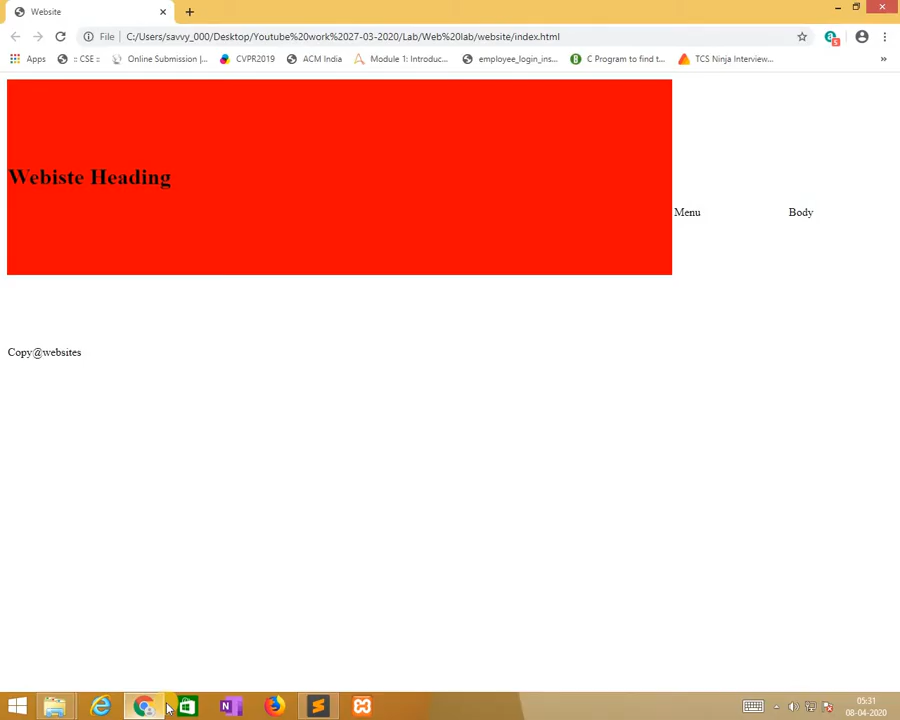 Website
File C:/Users/savvy_000/Desktop/Youtube%20work%2027-03-2020/Lab/Web%20lab/website/index.html
Apps :: CSE :: Online Submission |... CVPR2019 ACM India Module 1: Introduc... employee_login_ins... C Program to find t... TCS Ninja Interview... »
Webiste Heading
Menu Body
Copy@websites
05:31
08-04-2020